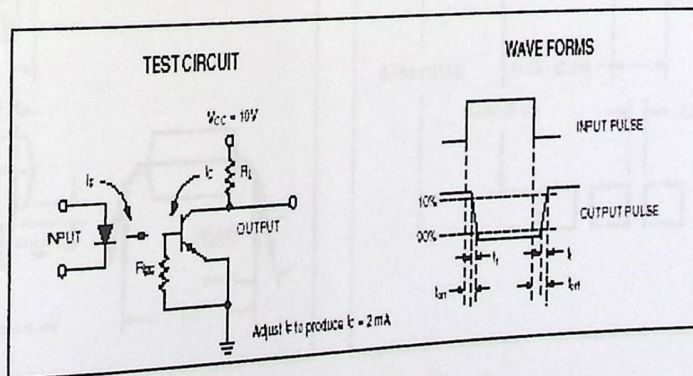 TEST CIRCUIT
WAVE FORMS
VCC = 10V
INPUT PULSE
IF
IC
RL
10%
OUTPUT PULSE
INPUT
OUTPUT
90%
RBE
tr
tf
ton
toff
Adjust IF to produce IC = 2 mA